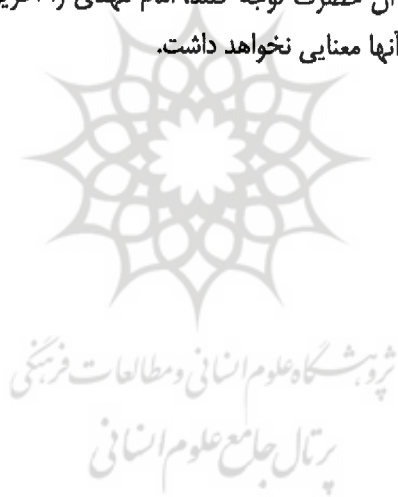 آن حضرت توجه کنند، امام مهدی را آخرین
آنها معنایی نخواهد داشت.
پژوهشگاه علوم انسانی و مطالعات فرهنگی
پرتال جامع علوم انسانی